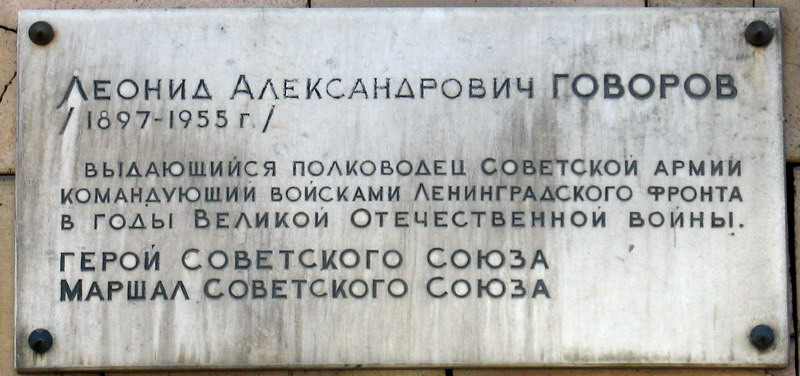 Леонид Александрович ГОВОРОВ
/1897-1955 г./
выдающийся полководец Советской Армии
командующий войсками Ленинградского фронта
в годы Великой Отечественной войны.
Герой Советского Союза
Маршал Советского Союза